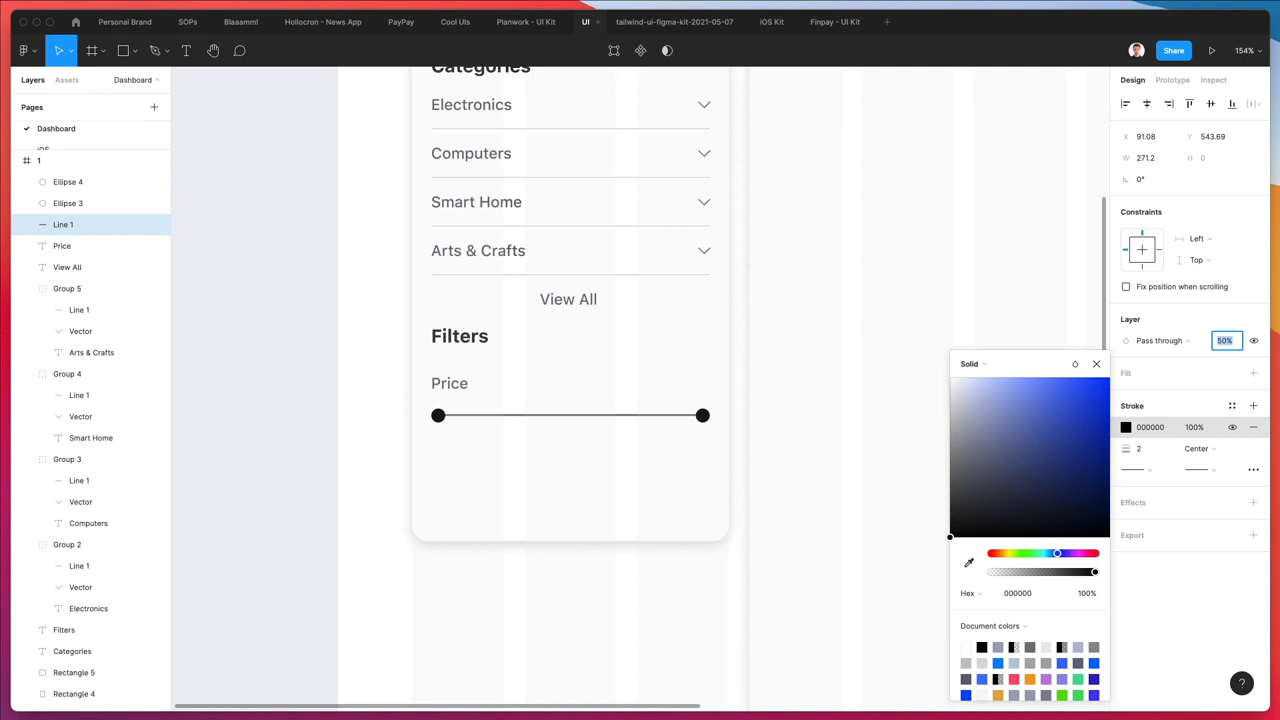 Personal Brand SOPs Blaaamm! Hollocron - News App PayPay Cool UIs Planwork - UI Kit UI × tailwind-ui-figma-kit-2021-05-07 iOS Kit Finpay - UI Kit +
Share 154%
Layers Assets Dashboard
Pages +
Dashboard
1
Ellipse 4
Ellipse 3
Line 1
Price
View All
Group 5
Line 1
Vector
Arts & Crafts
Group 4
Line 1
Vector
Smart Home
Group 3
Line 1
Vector
Computers
Group 2
Line 1
Vector
Electronics
Filters
Categories
Rectangle 5
Rectangle 4
Categories
Electronics
Computers
Smart Home
Arts & Crafts
View All
Filters
Price
Solid
Hex 000000 100%
Document colors
Design Prototype Inspect
X 91.08 Y 543.69
W 271.2 H 0
0°
Constraints
Left
Top
Fix position when scrolling
Layer
Pass through 50%
Fill
Stroke
000000 100%
2 Center
Effects
Export
?